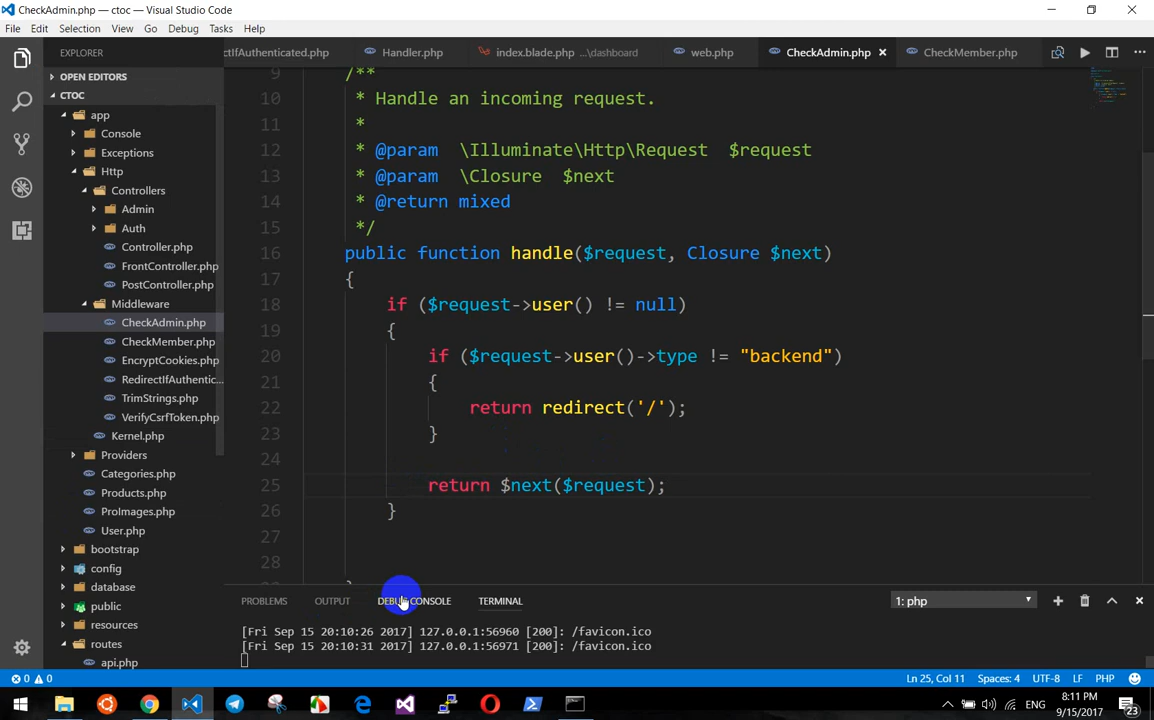 CheckAdmin.php — ctoc — Visual Studio Code
File Edit Selection View Go Debug Tasks Help
EXPLORER
ctIfAuthenticated.php Handler.php index.blade.php ...\dashboard web.php CheckAdmin.php CheckMember.php
OPEN EDITORS
CTOC
app
Console
Exceptions
Http
Controllers
Admin
Auth
Controller.php
FrontController.php
PostController.php
Middleware
CheckAdmin.php
CheckMember.php
EncryptCookies.php
RedirectIfAuthentic...
TrimStrings.php
VerifyCsrfToken.php
Kernel.php
Providers
Categories.php
Products.php
ProImages.php
User.php
bootstrap
config
database
public
resources
routes
api.php
9 /**
10 * Handle an incoming request.
11 *
12 * @param \Illuminate\Http\Request $request
13 * @param \Closure $next
14 * @return mixed
15 */
16 public function handle($request, Closure $next)
17 {
18 if ($request->user() != null)
19 {
20 if ($request->user()->type != "backend")
21 {
22 return redirect('/');
23 }
24
25 return $next($request);
26 }
27
28
PROBLEMS OUTPUT DEBUG CONSOLE TERMINAL 1: php
[Fri Sep 15 20:10:26 2017] 127.0.0.1:56960 [200]: /favicon.ico
[Fri Sep 15 20:10:31 2017] 127.0.0.1:56971 [200]: /favicon.ico
0 0 Ln 25, Col 11 Spaces: 4 UTF-8 LF PHP
ENG 8:11 PM
9/15/2017 23